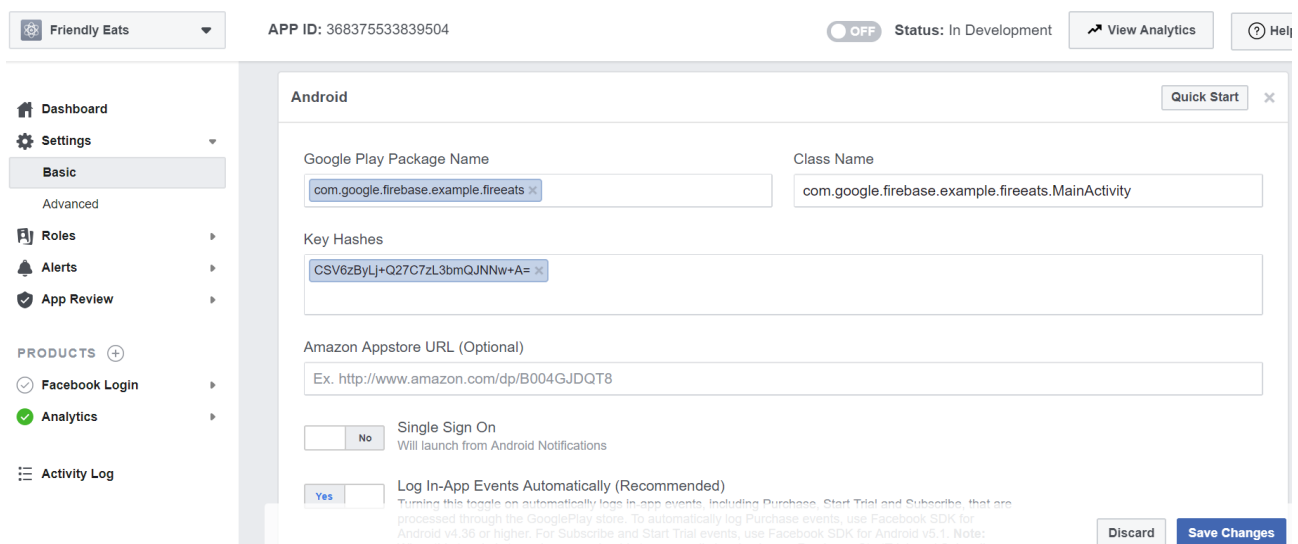 Friendly Eats
APP ID: 368375533839504
OFF
Status: In Development
View Analytics
Help
Dashboard
Settings
Basic
Advanced
Roles
Alerts
App Review
PRODUCTS
Facebook Login
Analytics
Activity Log
Android
Quick Start
Google Play Package Name
Class Name
com.google.firebase.example.fireeats
com.google.firebase.example.fireeats.MainActivity
Key Hashes
CSV6zByLj+Q27C7zL3bmQJNNw+A=
Amazon Appstore URL (Optional)
Ex. http://www.amazon.com/dp/B004GJDQT8
No
Single Sign On
Will launch from Android Notifications
Yes
Log In-App Events Automatically (Recommended)
Turning this toggle on automatically logs in-app events, including Purchase, Start Trial and Subscribe, that are
processed through the GooglePlay store. To automatically log Purchase events, use Facebook SDK for
Android v4.36 or higher. For Subscribe and Start Trial events, use Facebook SDK for Android v5.1. Note:
Discard
Save Changes